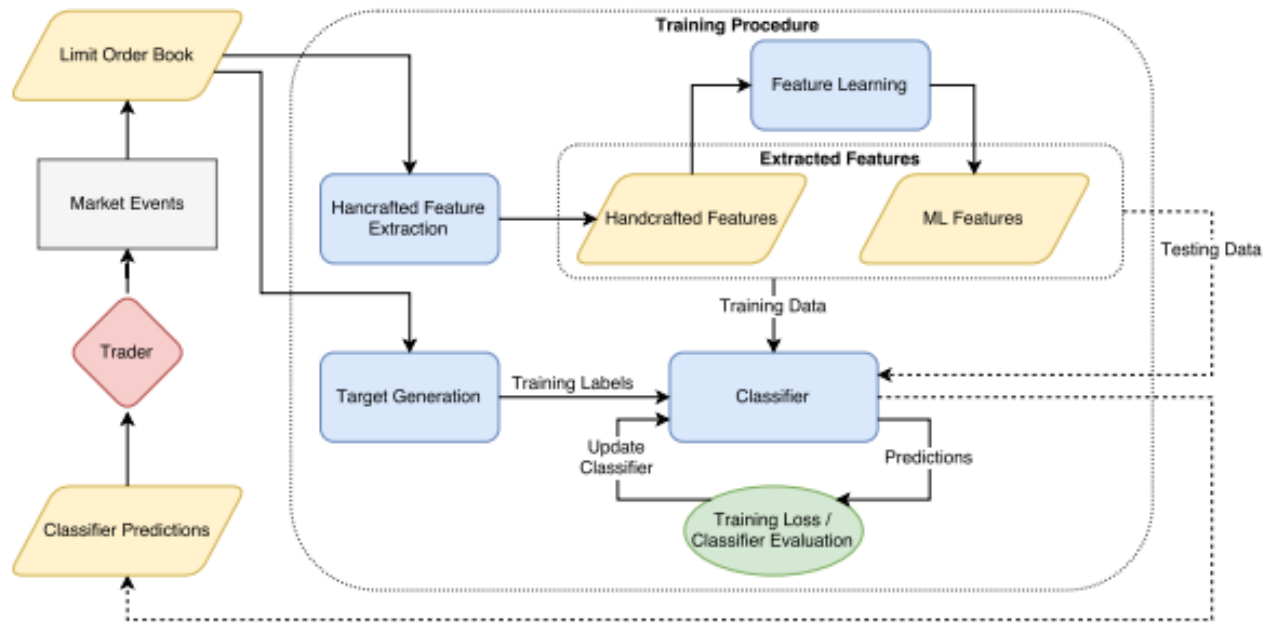 Training Procedure
Limit Order Book
Feature Learning
Extracted Features
Market Events
Hancrafted Feature
Extraction
Handcrafted Features
ML Features
Testing Data
Training Data
Trader
Target Generation
Training Labels
Classifier
Update
Classifier
Predictions
Classifier Predictions
Training Loss /
Classifier Evaluation